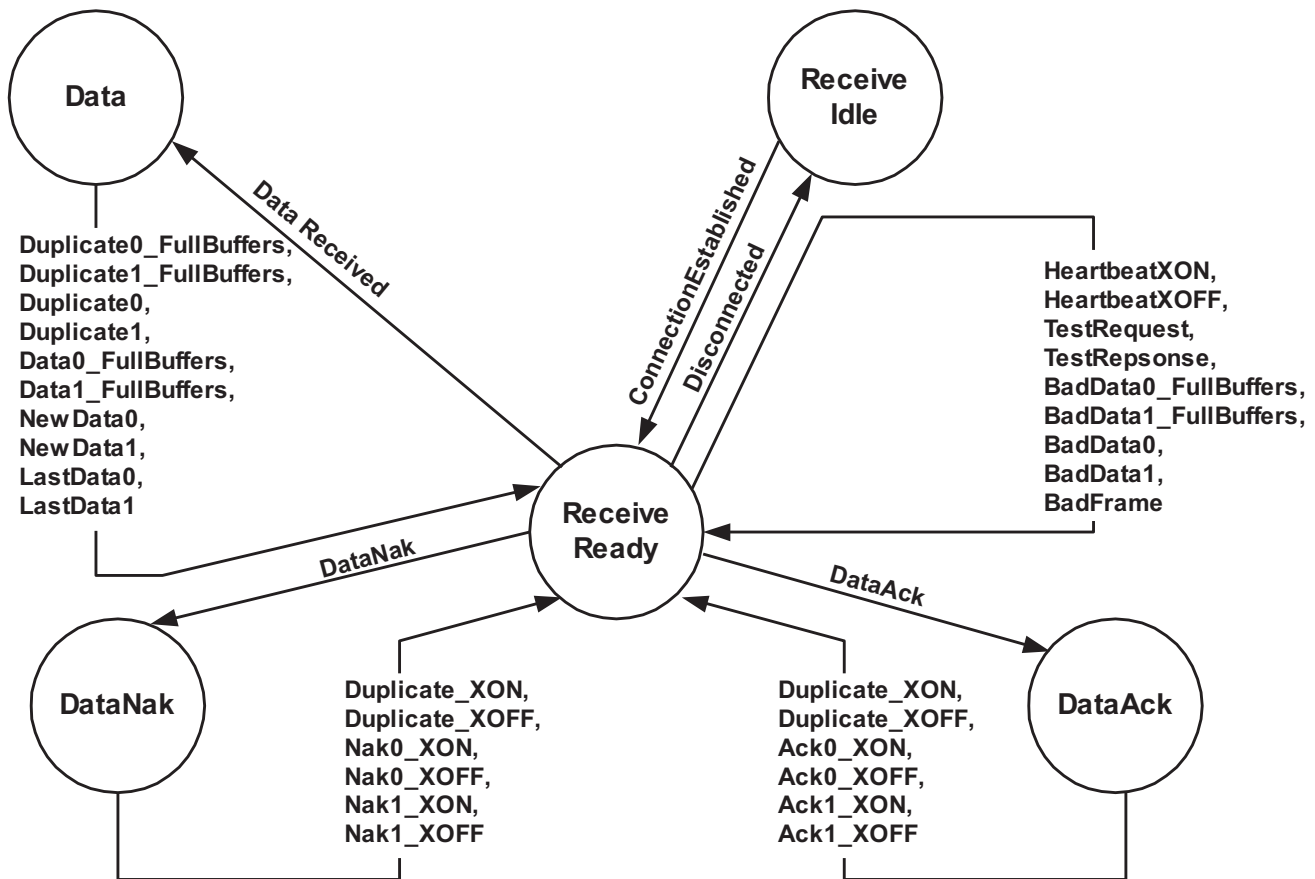 Data
Receive
Idle
Data Received
ConnectionEstablished
Disconnected
Duplicate0_FullBuffers,
Duplicate1_FullBuffers,
Duplicate0,
Duplicate1,
Data0_FullBuffers,
Data1_FullBuffers,
NewData0,
NewData1,
LastData0,
LastData1
HeartbeatXON,
HeartbeatXOFF,
TestRequest,
TestRepsonse,
BadData0_FullBuffers,
BadData1_FullBuffers,
BadData0,
BadData1,
BadFrame
Receive
Ready
DataNak
DataAck
DataNak
Duplicate_XON,
Duplicate_XOFF,
Nak0_XON,
Nak0_XOFF,
Nak1_XON,
Nak1_XOFF
Duplicate_XON,
Duplicate_XOFF,
Ack0_XON,
Ack0_XOFF,
Ack1_XON,
Ack1_XOFF
DataAck